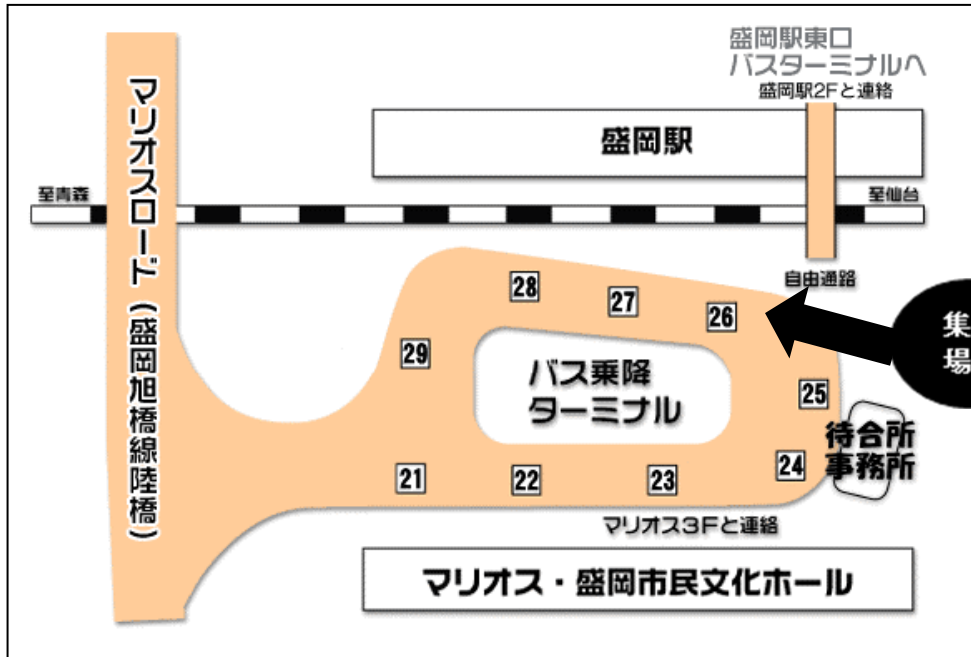 盛岡駅東口
バスターミナルへ
盛岡駅2Fと連絡
盛岡駅
至青森
至仙台
マリオスロード(盛岡旭橋線陸橋)
自由通路
集
場
28
27
26
29
25
バス乗降
ターミナル
待合所
事務所
24
21
22
23
マリオス3Fと連絡
マリオス・盛岡市民文化ホール